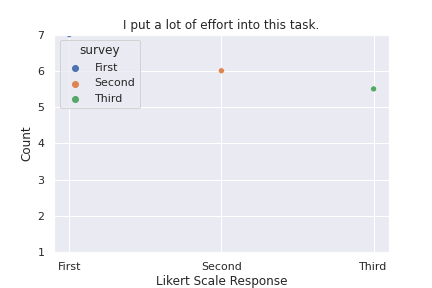 I put a lot of effort into this task.
7
survey
First
Second
Third
6
5
4
3
2
1
Count
First Second Third
Likert Scale Response